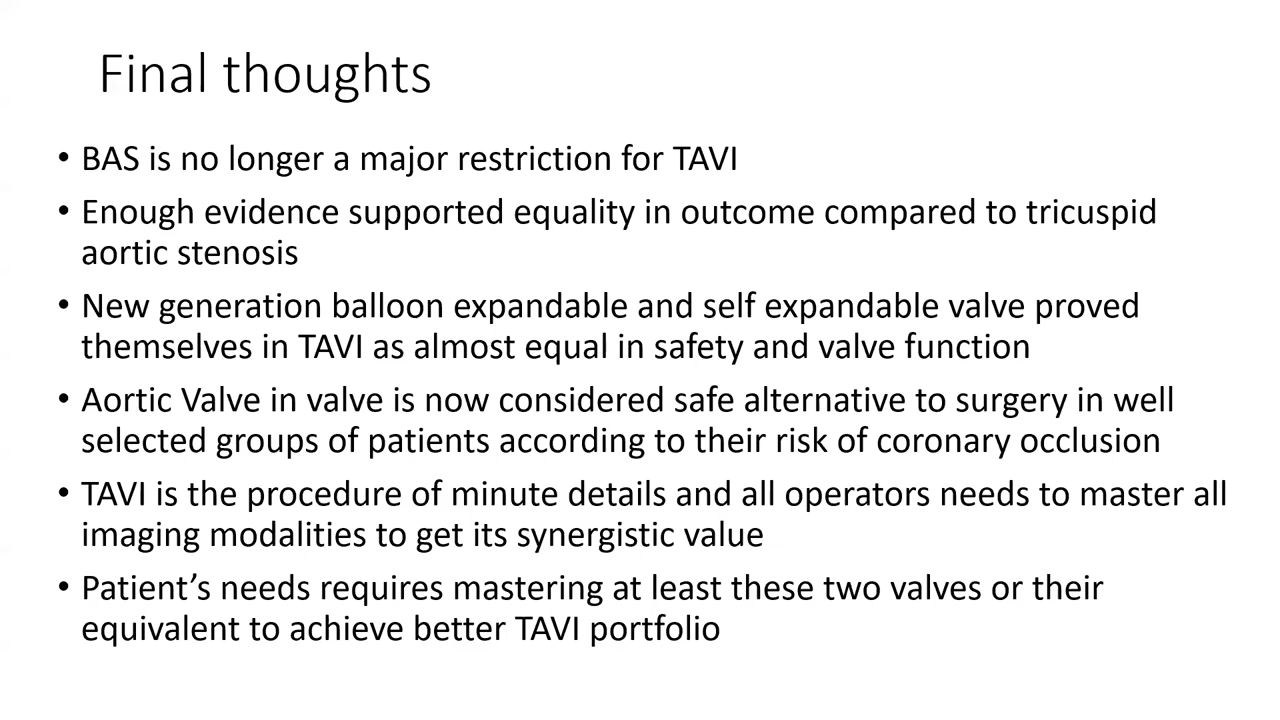 Final thoughts
• BAS is no longer a major restriction for TAVI
• Enough evidence supported equality in outcome compared to tricuspid
aortic stenosis
• New generation balloon expandable and self expandable valve proved
themselves in TAVI as almost equal in safety and valve function
• Aortic Valve in valve is now considered safe alternative to surgery in well
selected groups of patients according to their risk of coronary occlusion
• TAVI is the procedure of minute details and all operators needs to master all
imaging modalities to get its synergistic value
• Patient’s needs requires mastering at least these two valves or their
equivalent to achieve better TAVI portfolio